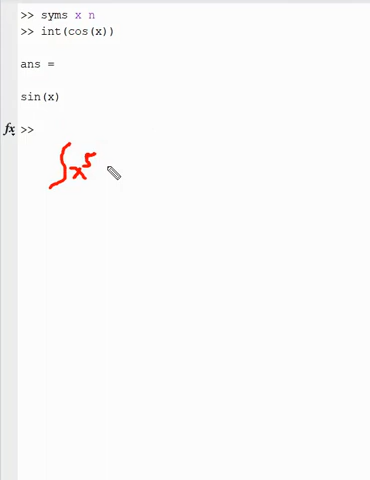 >> syms x n
>> int(cos(x))
ans =
sin(x)
fx >>
∫x⁵